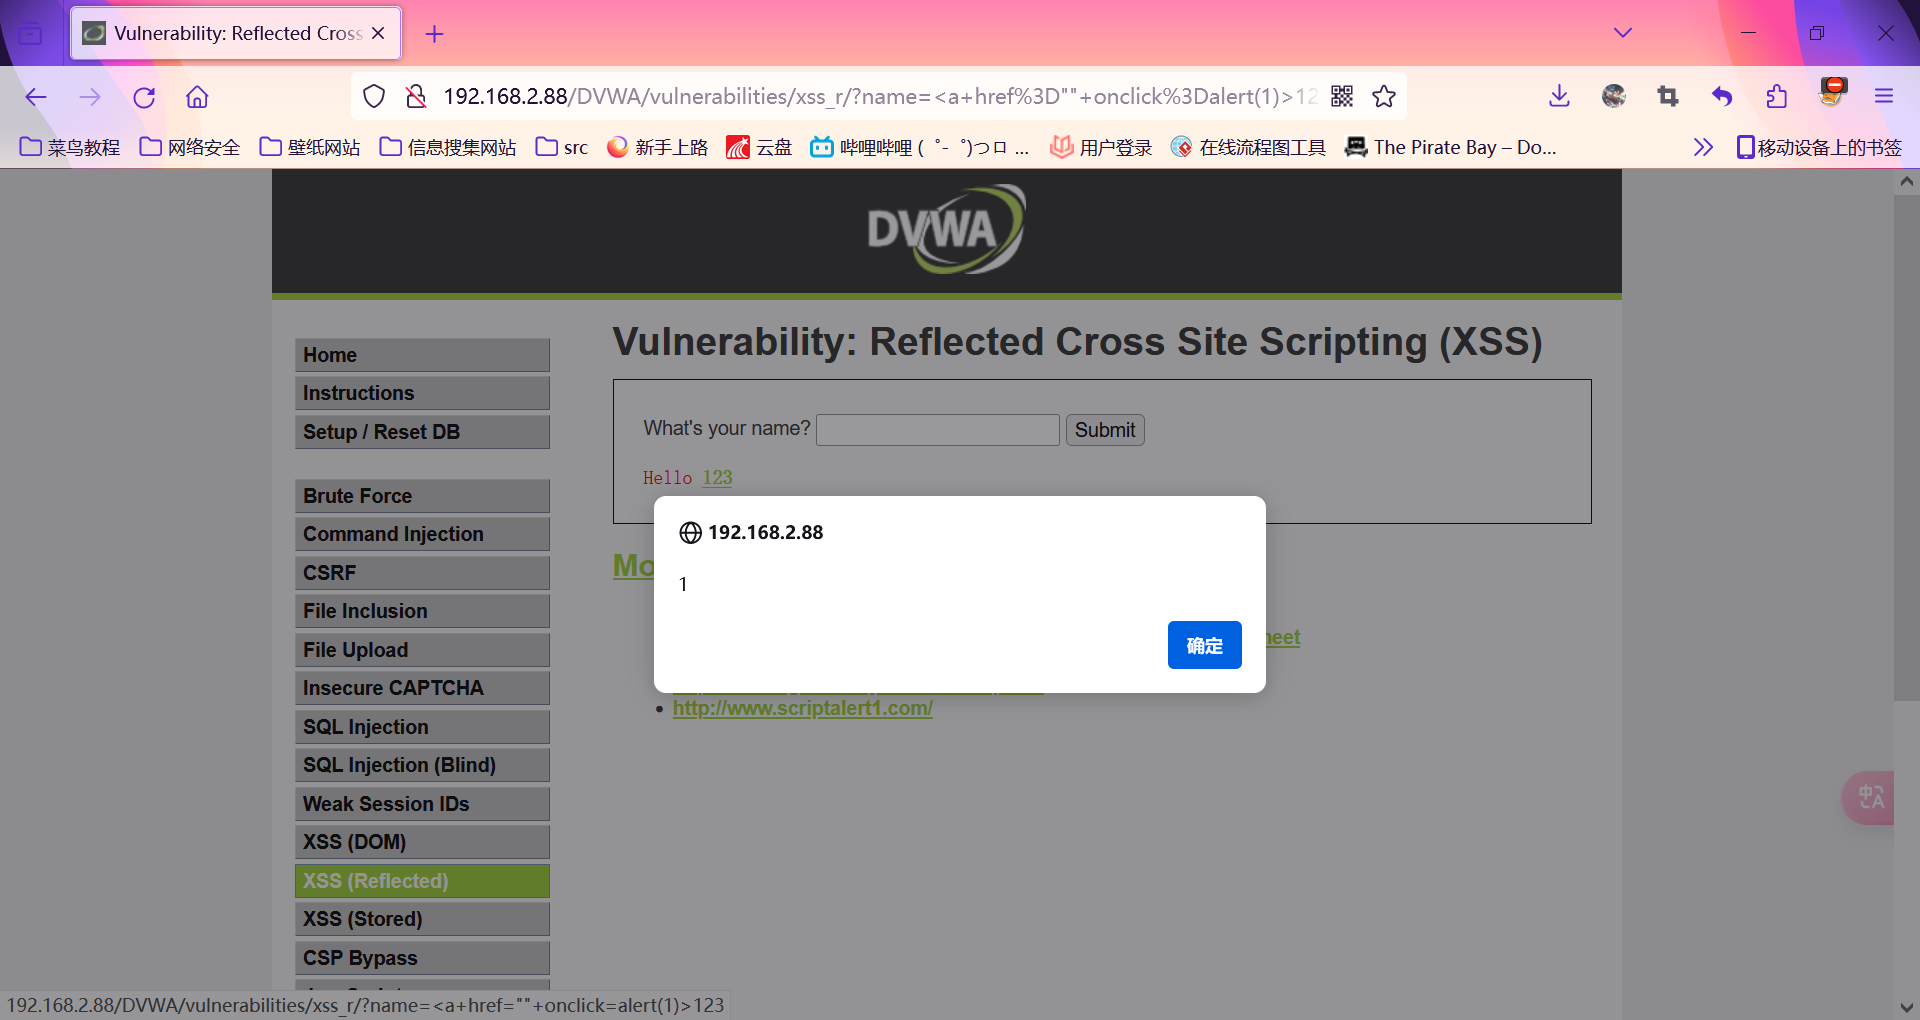 Vulnerability: Reflected Cross
192.168.2.88/DVWA/vulnerabilities/xss_r/?name=<a+href%3D""+onclick%3Dalert(1)>12
菜鸟教程 网络安全 壁纸网站 信息搜集网站 src 新手上路 云盘 哔哩哔哩 ( ゜- ゜)つロ ... 用户登录 在线流程图工具 The Pirate Bay – Do... 移动设备上的书签
DVWA
Vulnerability: Reflected Cross Site Scripting (XSS)
Home
Instructions
Setup / Reset DB
Brute Force
Command Injection
CSRF
File Inclusion
File Upload
Insecure CAPTCHA
SQL Injection
SQL Injection (Blind)
Weak Session IDs
XSS (DOM)
XSS (Reflected)
XSS (Stored)
CSP Bypass
What's your name? Submit
Hello 123
Mo
192.168.2.88
1
确定
heet
http://www.scriptalert1.com/
中A
192.168.2.88/DVWA/vulnerabilities/xss_r/?name=<a+href=""+onclick=alert(1)>123